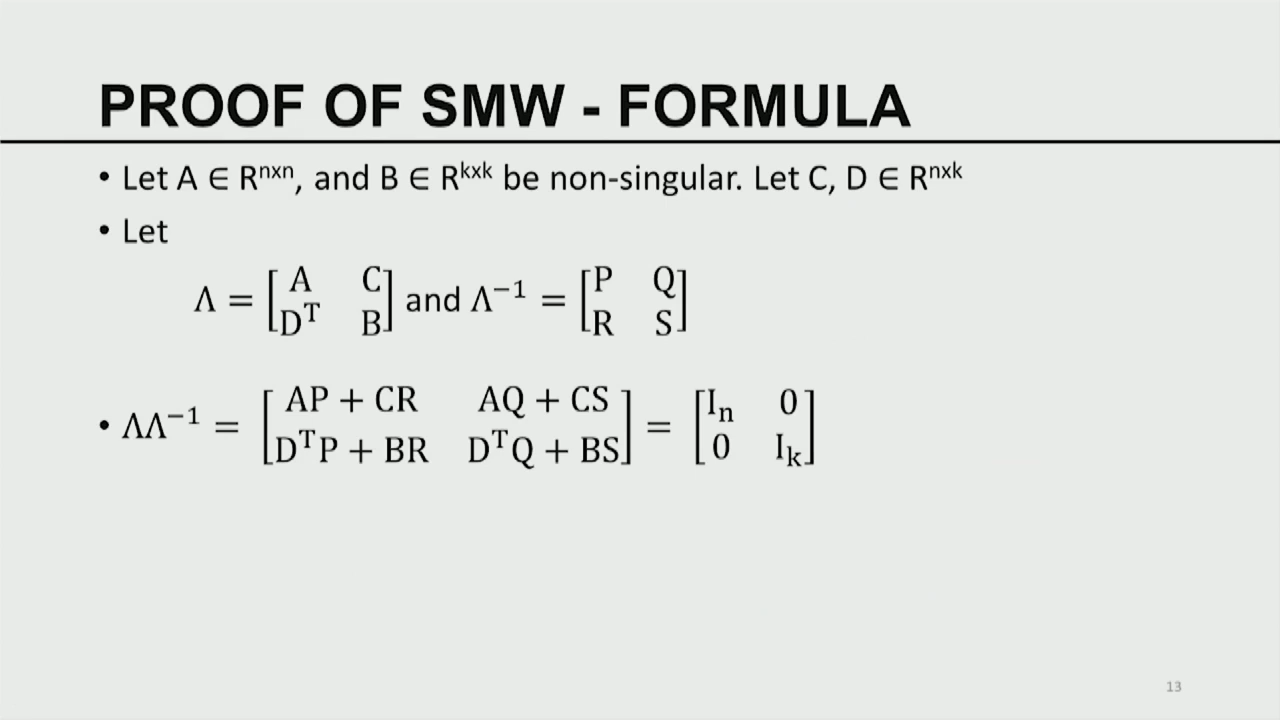 PROOF OF SMW - FORMULA
• Let A ∈ Rⁿˣⁿ, and B ∈ Rᵏˣᵏ be non-singular. Let C, D ∈ Rⁿˣᵏ
• Let
Λ = [A C; Dᵀ B] and Λ⁻¹ = [P Q; R S]
• ΛΛ⁻¹ = [AP + CR AQ + CS; DᵀP + BR DᵀQ + BS] = [Iₙ 0; 0 Iₖ]
13